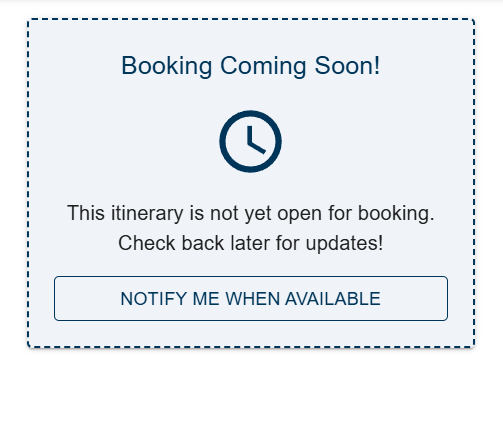 Booking Coming Soon!
This itinerary is not yet open for booking.
Check back later for updates!
NOTIFY ME WHEN AVAILABLE